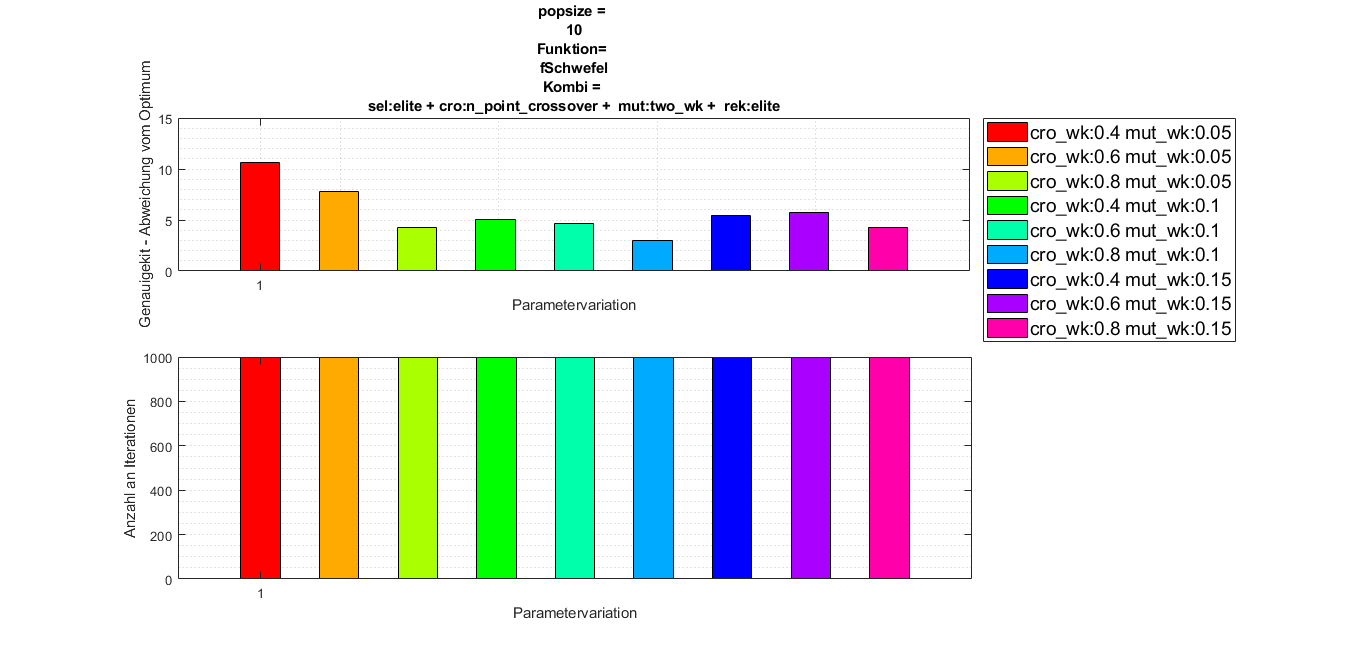 popsize =
10
Funktion=
fSchwefel
Kombi =
sel:elite + cro:n_point_crossover +  mut:two_wk +  rek:elite
Genauigekit - Abweichung vom Optimum
15
10
5
0
1
Parametervariation
cro_wk:0.4 mut_wk:0.05
cro_wk:0.6 mut_wk:0.05
cro_wk:0.8 mut_wk:0.05
cro_wk:0.4 mut_wk:0.1
cro_wk:0.6 mut_wk:0.1
cro_wk:0.8 mut_wk:0.1
cro_wk:0.4 mut_wk:0.15
cro_wk:0.6 mut_wk:0.15
cro_wk:0.8 mut_wk:0.15
Anzahl an Iterationen
1000
800
600
400
200
0
1
Parametervariation